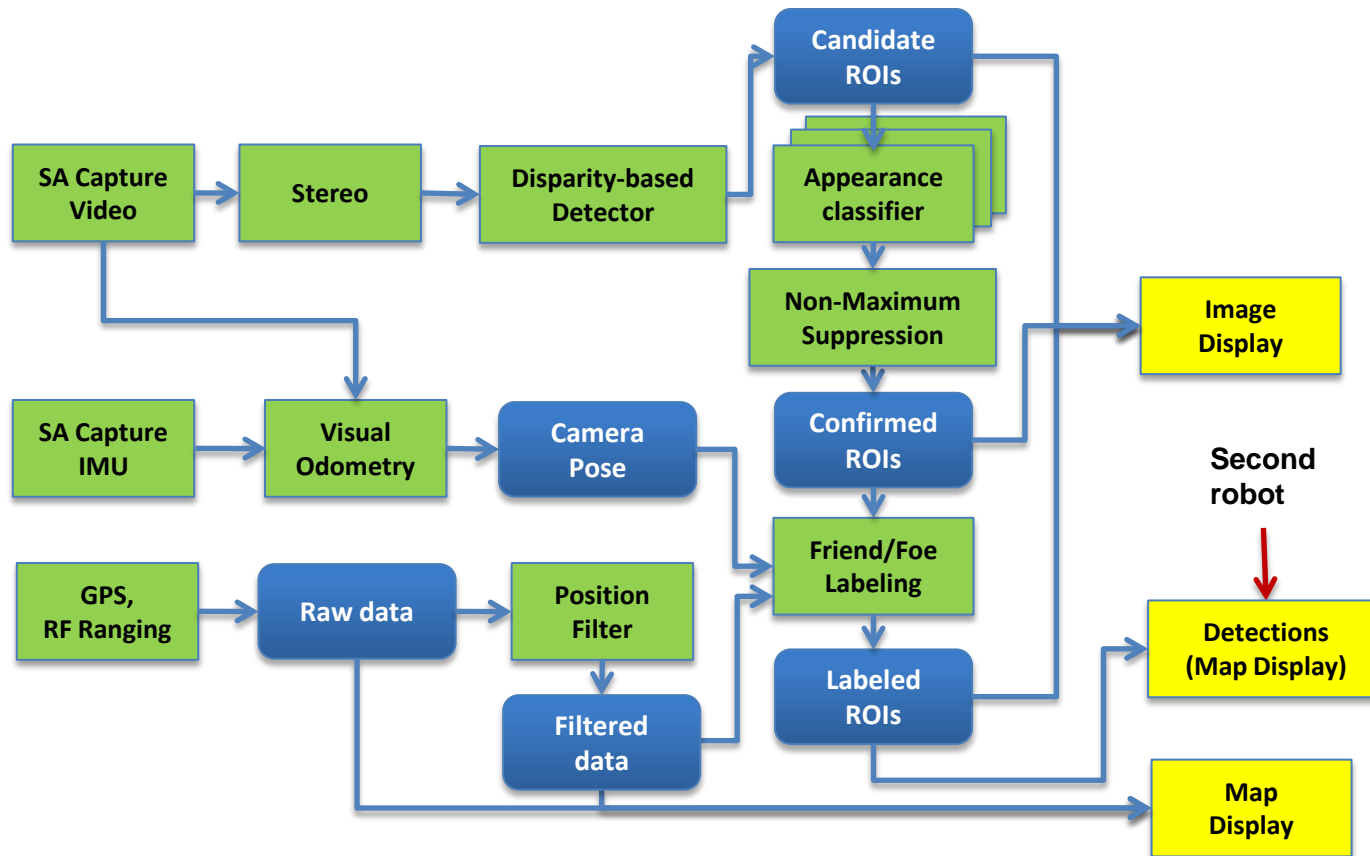 Candidate
ROIs
SA Capture
Video
Stereo
Disparity-based
Detector
Appearance
classifier
Non-Maximum
Suppression
Image
Display
SA Capture
IMU
Visual
Odometry
Camera
Pose
Confirmed
ROIs
Second
robot
GPS,
RF Ranging
Raw data
Position
Filter
Friend/Foe
Labeling
Detections
(Map Display)
Filtered
data
Labeled
ROIs
Map
Display